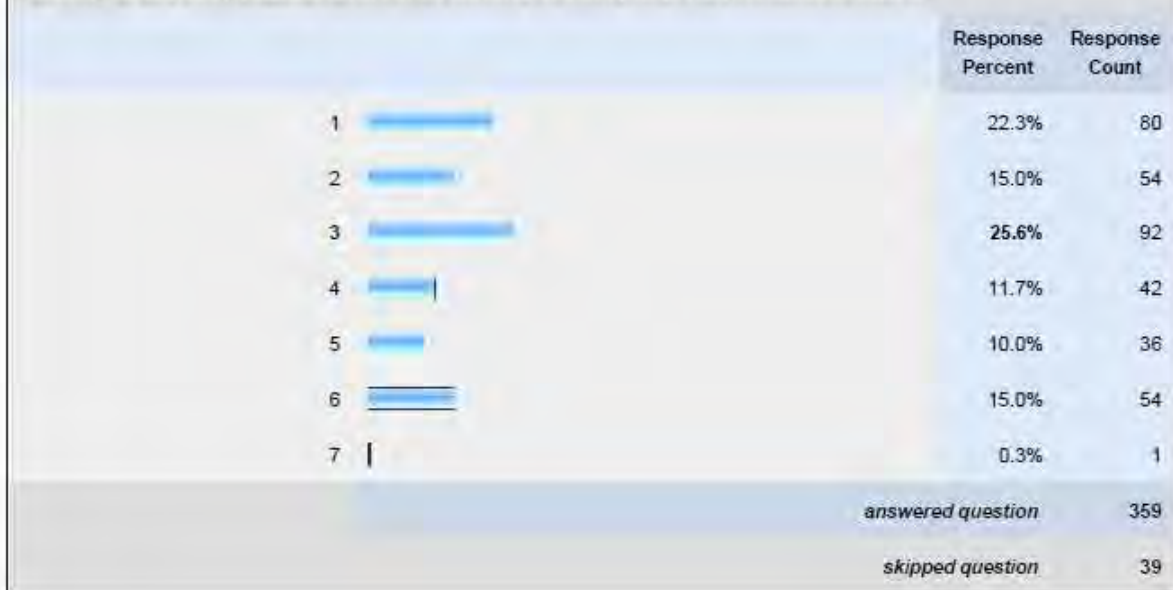 Response Percent Response Count
1 22.3% 80
2 15.0% 54
3 25.6% 92
4 11.7% 42
5 10.0% 36
6 15.0% 54
7 0.3% 1
answered question 359
skipped question 39